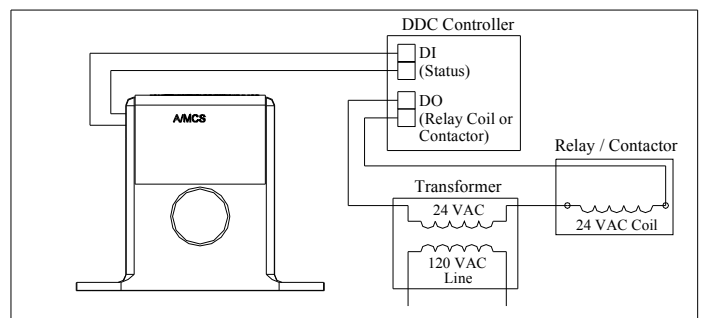 DDC Controller
DI
(Status)
A/MCS
DO
(Relay Coil or
Contactor)
Relay / Contactor
Transformer
24 VAC
24 VAC Coil
120 VAC
Line